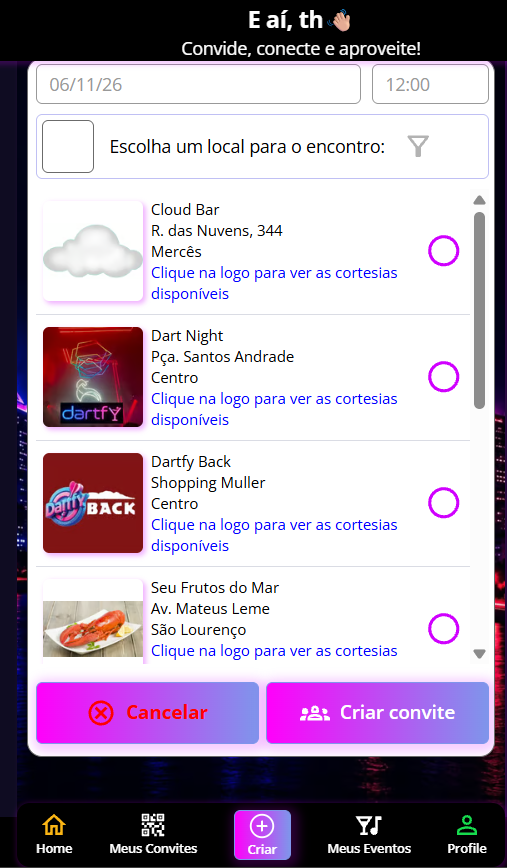 E aí, th 👋🏼
Convide, conecte e aproveite!
06/11/26
12:00
Escolha um local para o encontro:
Cloud Bar
R. das Nuvens, 344
Mercês
Clique na logo para ver as cortesias
disponíveis
dartfy
Dart Night
Pça. Santos Andrade
Centro
Clique na logo para ver as cortesias
disponíveis
Dartfy
BACK
Dartfy Back
Shopping Muller
Centro
Clique na logo para ver as cortesias
disponíveis
Seu Frutos do Mar
Av. Mateus Leme
São Lourenço
Clique na logo para ver as cortesias
Cancelar
Criar convite
Home
Meus Convites
Criar
Meus Eventos
Profile